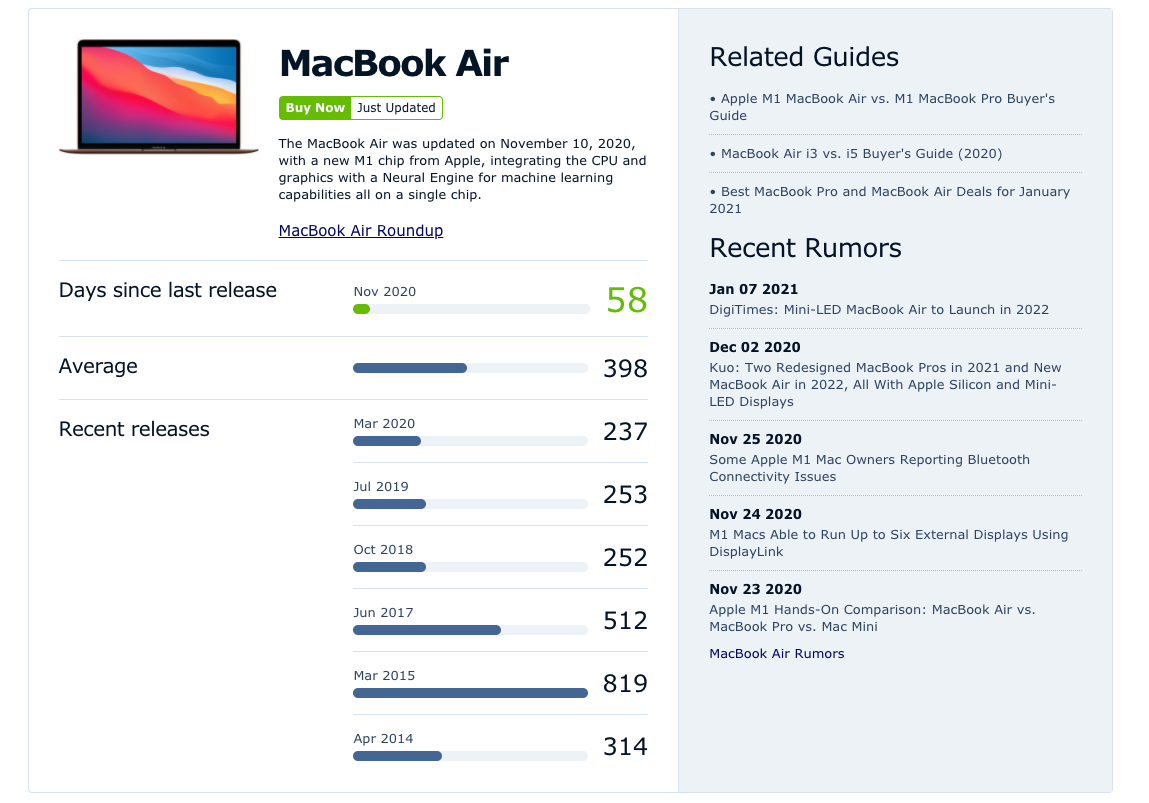 MacBook Air
Buy Now Just Updated
The MacBook Air was updated on November 10, 2020,
with a new M1 chip from Apple, integrating the CPU and
graphics with a Neural Engine for machine learning
capabilities all on a single chip.
MacBook Air Roundup
Days since last release
Nov 2020
58
Average
398
Recent releases
Mar 2020
237
Jul 2019
253
Oct 2018
252
Jun 2017
512
Mar 2015
819
Apr 2014
314
Related Guides
• Apple M1 MacBook Air vs. M1 MacBook Pro Buyer's
Guide
• MacBook Air i3 vs. i5 Buyer's Guide (2020)
• Best MacBook Pro and MacBook Air Deals for January
2021
Recent Rumors
Jan 07 2021
DigiTimes: Mini-LED MacBook Air to Launch in 2022
Dec 02 2020
Kuo: Two Redesigned MacBook Pros in 2021 and New
MacBook Air in 2022, All With Apple Silicon and Mini-
LED Displays
Nov 25 2020
Some Apple M1 Mac Owners Reporting Bluetooth
Connectivity Issues
Nov 24 2020
M1 Macs Able to Run Up to Six External Displays Using
DisplayLink
Nov 23 2020
Apple M1 Hands-On Comparison: MacBook Air vs.
MacBook Pro vs. Mac Mini
MacBook Air Rumors